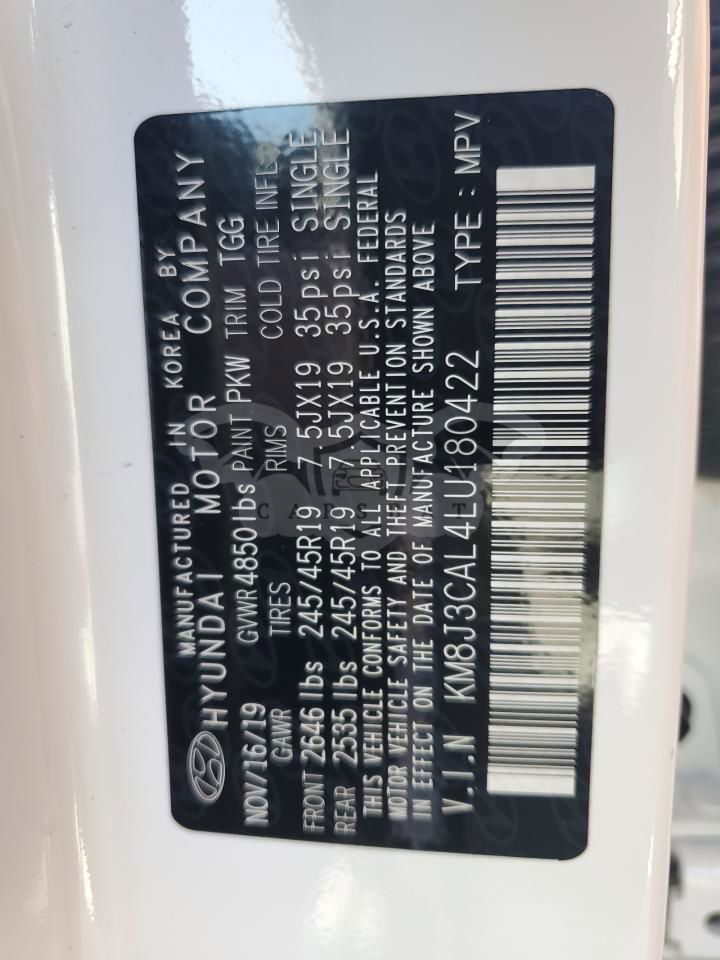 MANUFACTURED IN KOREA BY
HYUNDAI MOTOR COMPANY
NOV/16/19 GVWR 4850lbs PAINT PKW TRIM TGG
GAWR TIRES RIMS COLD TIRE INFL.
FRONT 2646 lbs 245/45R19 7.5JX19 35psi SINGLE
REAR 2535 lbs 245/45R19 7.5JX19 35psi SINGLE
THIS VEHICLE CONFORMS TO ALL APPLICABLE U.S.A. FEDERAL
MOTOR VEHICLE SAFETY AND THEFT PREVENTION STANDARDS
IN EFFECT ON THE DATE OF MANUFACTURE SHOWN ABOVE
V.I.N KM8J3CAL4LU180422 TYPE : MPV